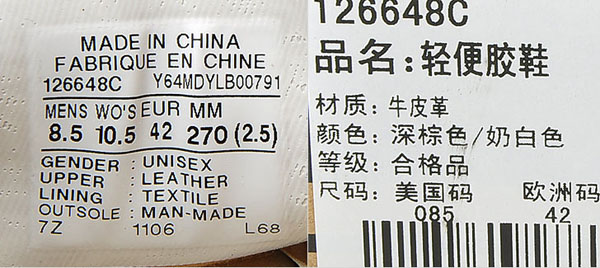 MADE IN CHINA
FABRIQUE EN CHINE
126648C Y64MDYLB00791
MENS WO'S EUR MM
8.5 10.5 42 270 (2.5)
GENDER : UNISEX
UPPER : LEATHER
LINING : TEXTILE
OUTSOLE : MAN-MADE
7Z 1106 L68
126648C
品名：轻便胶鞋
材质：牛皮革
颜色：深棕色/奶白色
等级：合格品
尺码：美国码 欧洲码
085 42